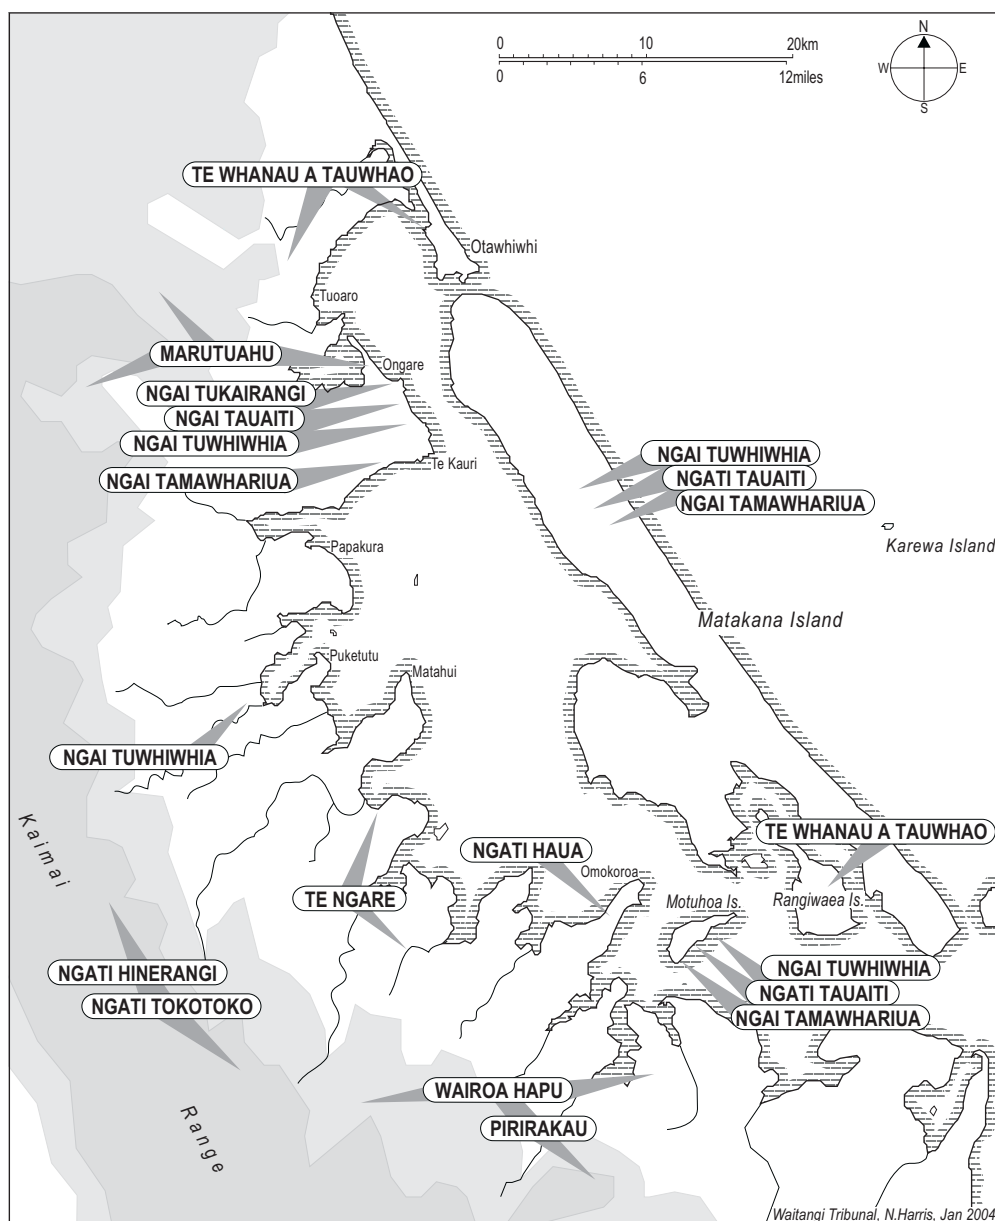 N
0 10 20km
W E
0 6 12miles
S
TE WHANAU A TAUWHAO
Otawhiwhi
Tuoaro
MARUTUAHU
Ongare
NGAI TUKAIRANGI
NGAI TAUAITI
NGAI TUWHIWHIA
Te Kauri
NGAI TAMAWHARIUA
NGAI TUWHIWHIA
NGATI TAUAITI
NGAI TAMAWHARIUA
Karewa Island
Papakura
Matakana Island
Puketutu
Matahui
NGAI TUWHIWHIA
Kaimai
TE WHANAU A TAUWHAO
NGATI HAUA
Omokoroa
TE NGARE
Motuhoa Is.
Rangiwaea Is.
NGATI HINERANGI
NGATI TOKOTOKO
NGAI TUWHIWHIA
NGATI TAUAITI
NGAI TAMAWHARIUA
WAIROA HAPU
PIRIRAKAU
Range
Waitangi Tribunal, N.Harris, Jan 2004